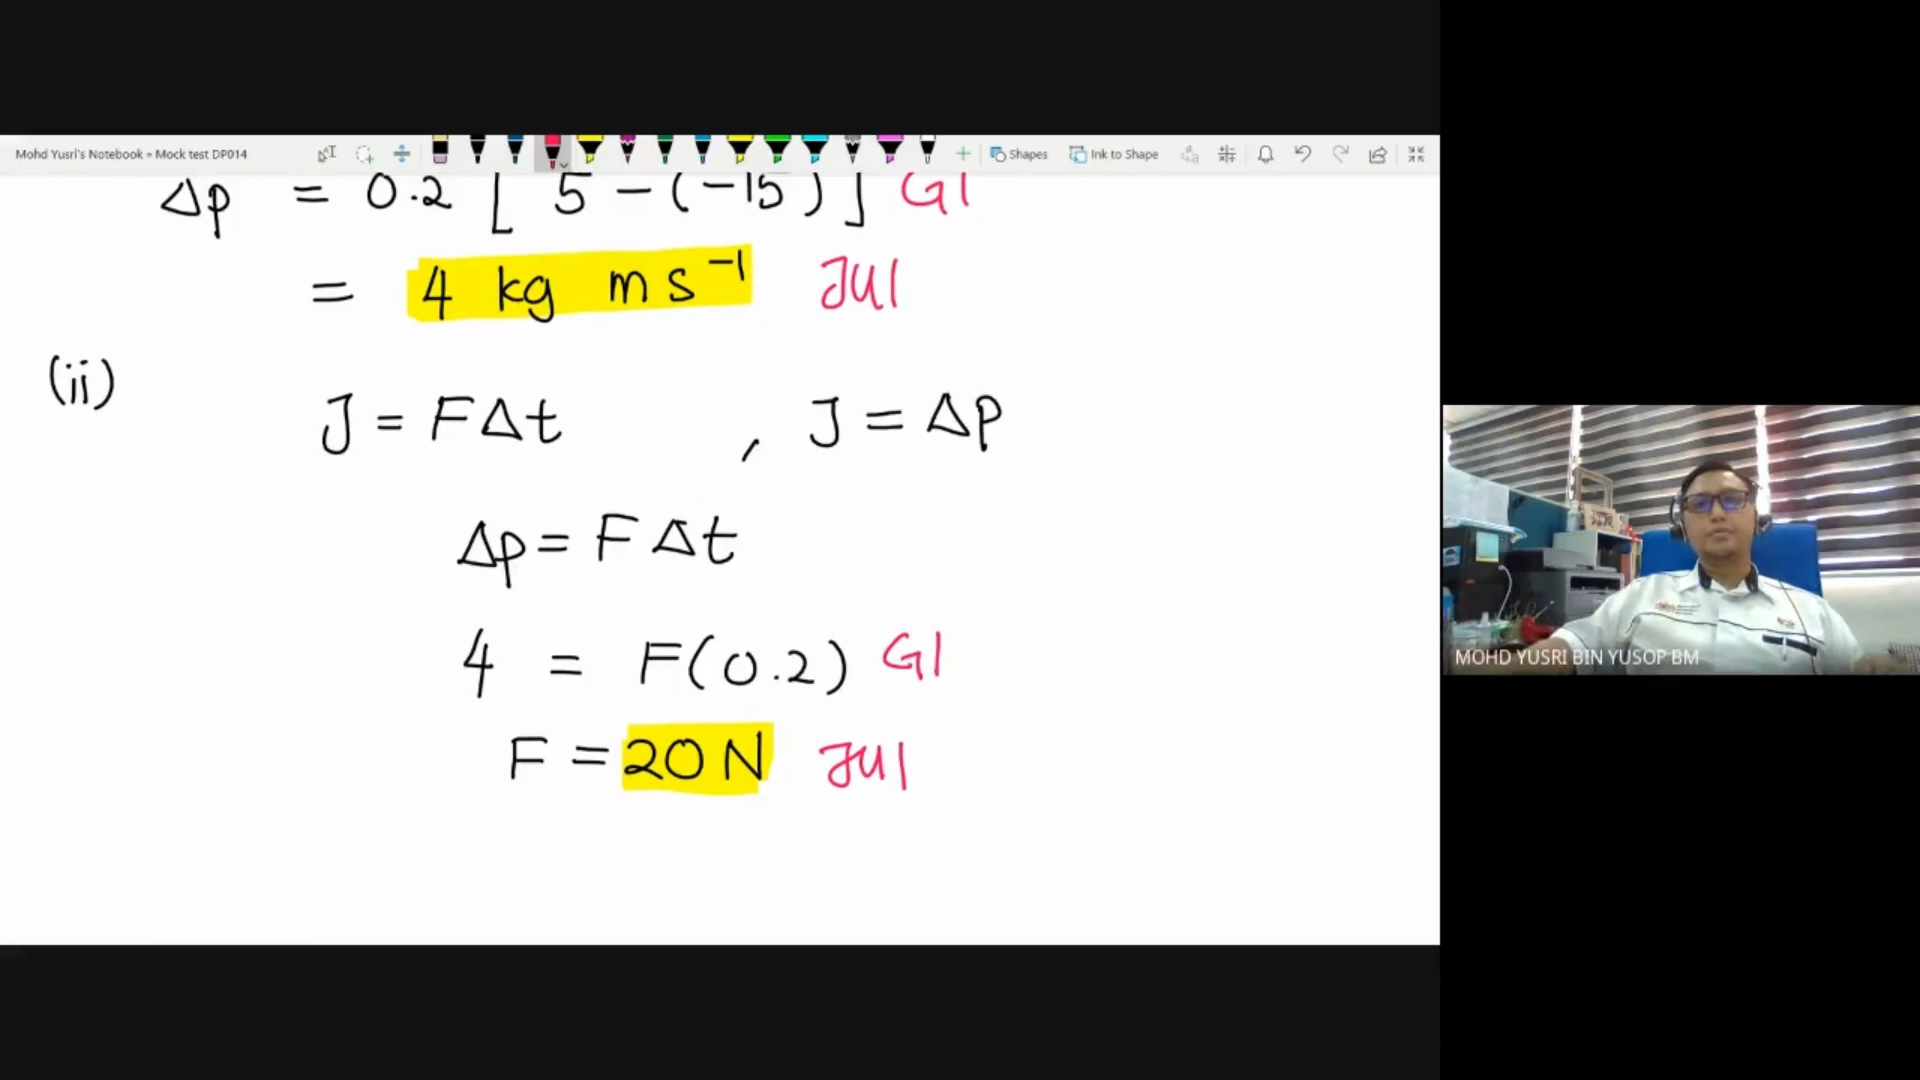 Mohd Yusri's Notebook » Mock test DP014
Shapes
Ink to Shape
Δp = 0.2 [ 5 - (-15) ] G1
= 4 kg m s⁻¹ JU1
(ii)
J = FΔt , J = Δp
Δp = FΔt
4 = F(0.2) G1
F = 20 N JU1
MOHD YUSRI BIN YUSOP BM